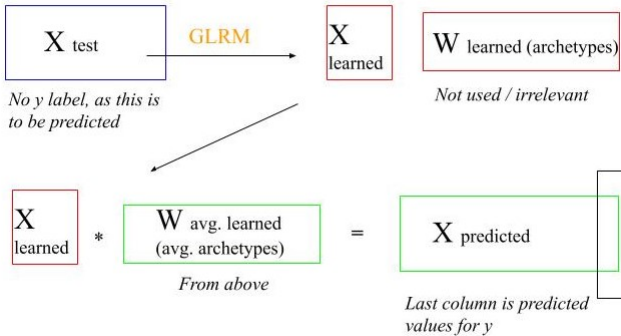 X test
GLRM
X
learned
W learned (archetypes)
No y label, as this is
to be predicted
Not used / irrelevant
X
learned
*
W avg. learned
(avg. archetypes)
=
X predicted
From above
Last column is predicted
values for y